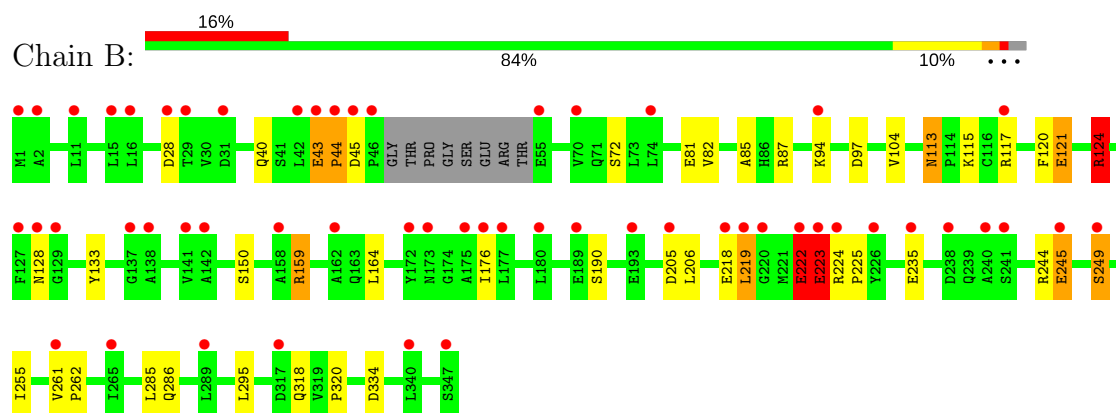 16%
Chain B:
84% 10% • • •
M1 A2 L11 L15 L16 D28 T29 V30 D31 Q40 S41 L42 E43 P44 D45 P46 GLY THR PRO GLY SER GLU ARG THR E55 V70 Q71 S72 L73 L74 E81 V82 A85 H86 R87 K94 D97 V104 N113 P114 K115 C116 R117 F120 E121 R124
F127 N128 G129 Y133 G137 A138 V141 A142 S150 A158 R159 A162 Q163 L164 Y172 N173 G174 A175 I176 L177 L180 E189 S190 E193 D205 L206 E218 L219 G220 M221 E222 E223 R224 P225 Y226 E235 D238 Q239 A240 S241 R244 E245 S249
I255 V261 P262 I265 L285 Q286 L289 L295 D317 Q318 V319 P320 D334 L340 S347